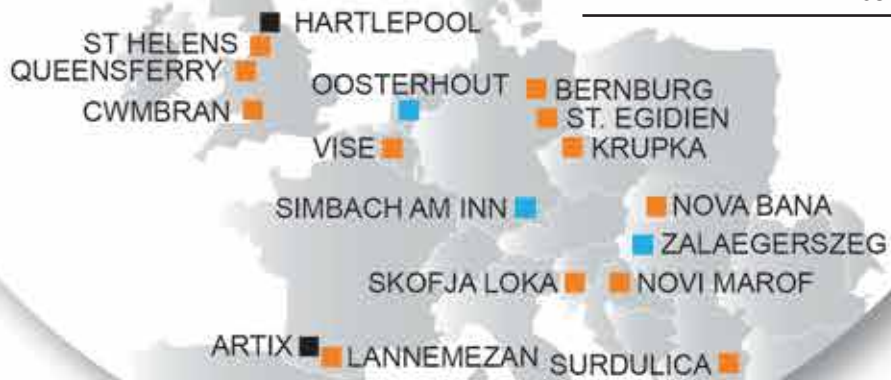 HARTLEPOOL
ST HELENS
QUEENSFERRY
OOSTERHOUT
BERNBURG
CWMBRAN
ST. EGIDIEN
VISE
KRUPKA
SIMBACH AM INN
NOVA BANA
ZALAEGERSZEG
SKOFJA LOKA
NOVI MAROF
ARTIX
LANNEMEZAN
SURDULICA